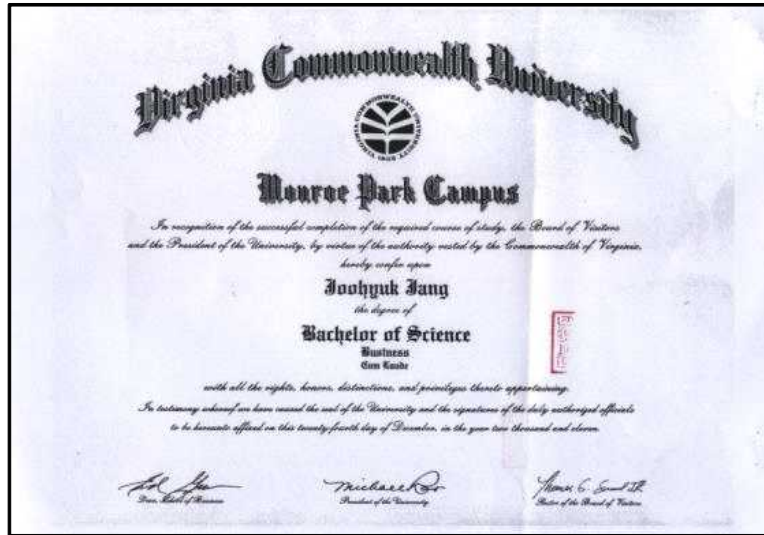 Virginia Commonwealth University
Monroe Park Campus
In recognition of the successful completion of the required course of study, the Board of Visitors
and the President of the University, by virtue of the authority vested by the Commonwealth of Virginia,
hereby confer upon
Joohyuk Jang
the degree of
Bachelor of Science
Business
Cum Laude
with all the rights, honors, distinctions, and privileges thereto appertaining.
In testimony whereof we have caused the seal of the University and the signatures of the duly authorized officials
to be hereunto affixed on this twenty-fourth day of December, in the year two thousand and eleven.
Dean, School of Business
President of the University
Rector of the Board of Visitors